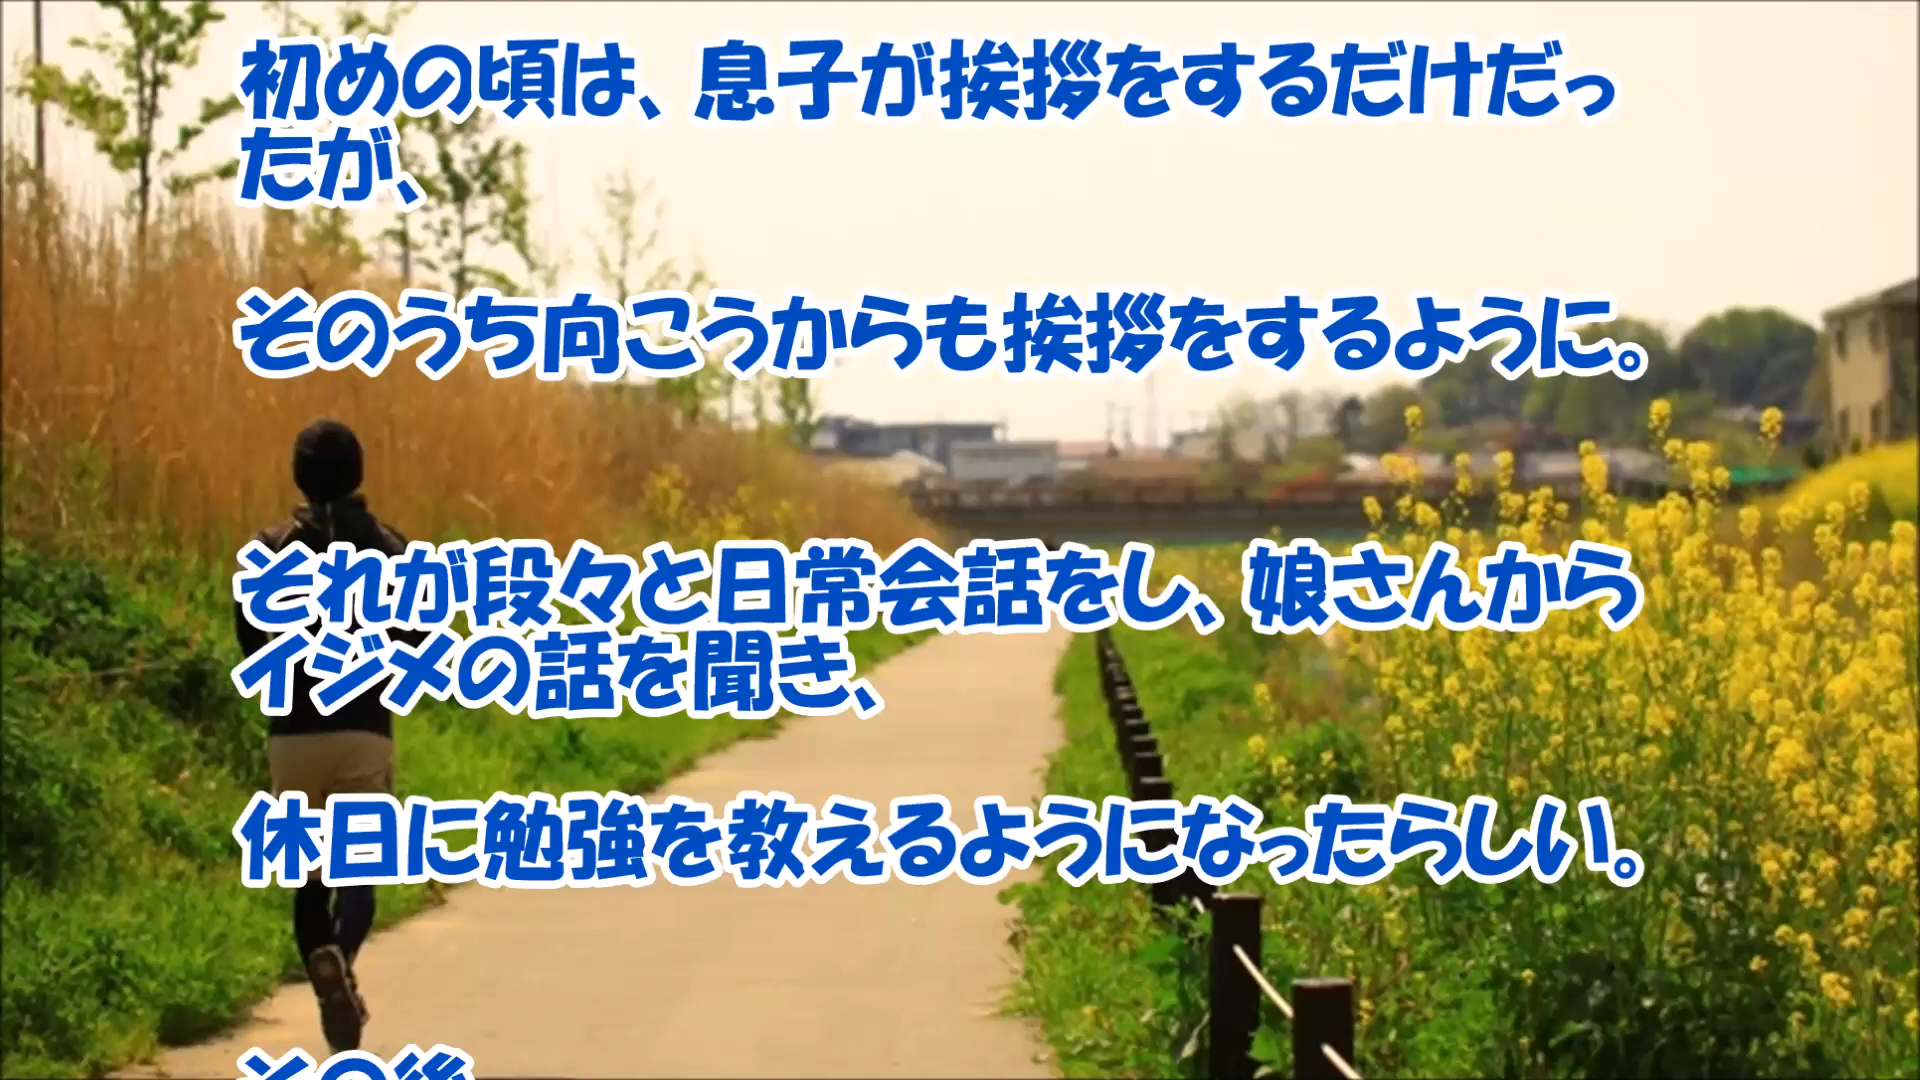 初めの頃は、息子が挨拶をするだけだっ
たが、
そのうち向こうからも挨拶をするように。
それが段々と日常会話をし、娘さんから
イジメの話を聞き、
休日に勉強を教えるようになったらしい。
その後